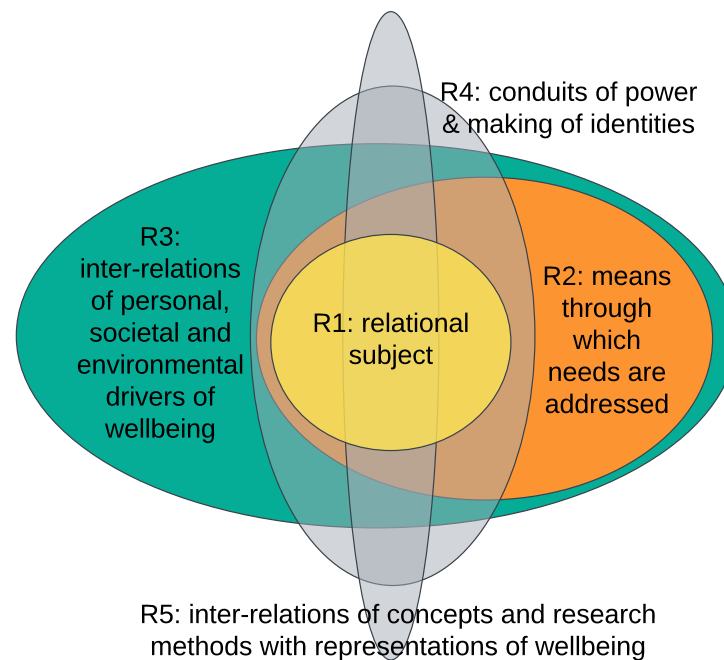 R4: conduits of power
& making of identities
R3:
inter-relations
of personal,
societal and
environmental
drivers of
wellbeing
R1: relational
subject
R2: means
through
which
needs are
addressed
R5: inter-relations of concepts and research
methods with representations of wellbeing